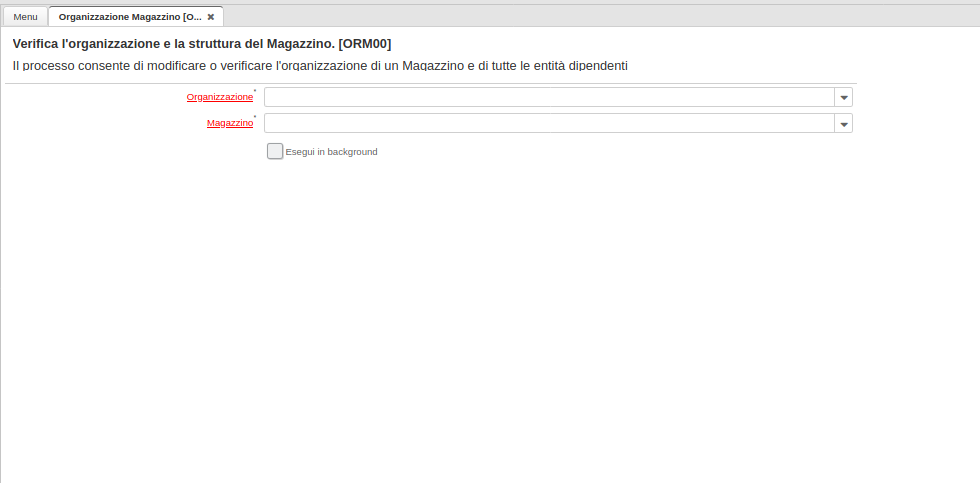 Menu
Organizzazione Magazzino [O... ✖
Verifica l'organizzazione e la struttura del Magazzino. [ORM00]
Il processo consente di modificare o verificare l'organizzazione di un Magazzino e di tutte le entità dipendenti
Organizzazione*
Magazzino*
Esegui in background